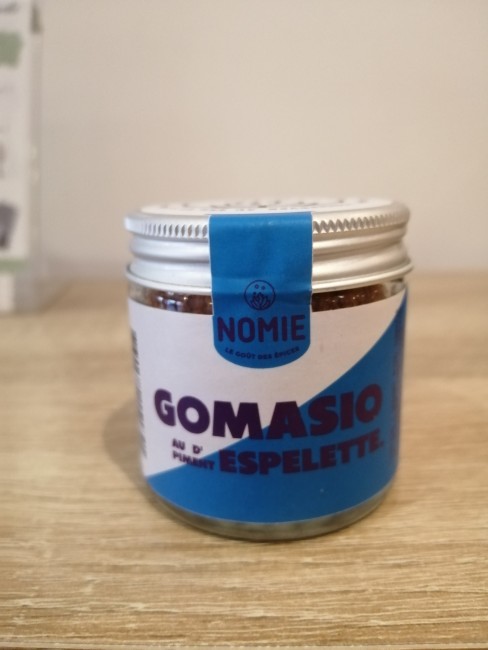 NOMIE
LE GOÛT DES ÉPICES
GOMASIO
AU D'
PIMENT ESPELETTE